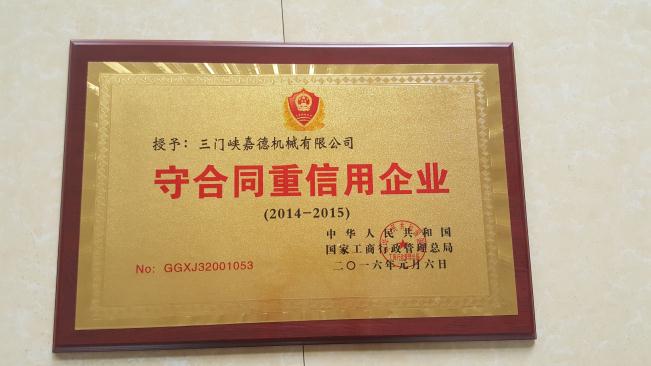 授予：三门峡嘉德机械有限公司
守合同重信用企业
(2014-2015)
中华人民共和国
国家工商行政管理总局
No: GGXJ32001053
二〇一六年元月六日